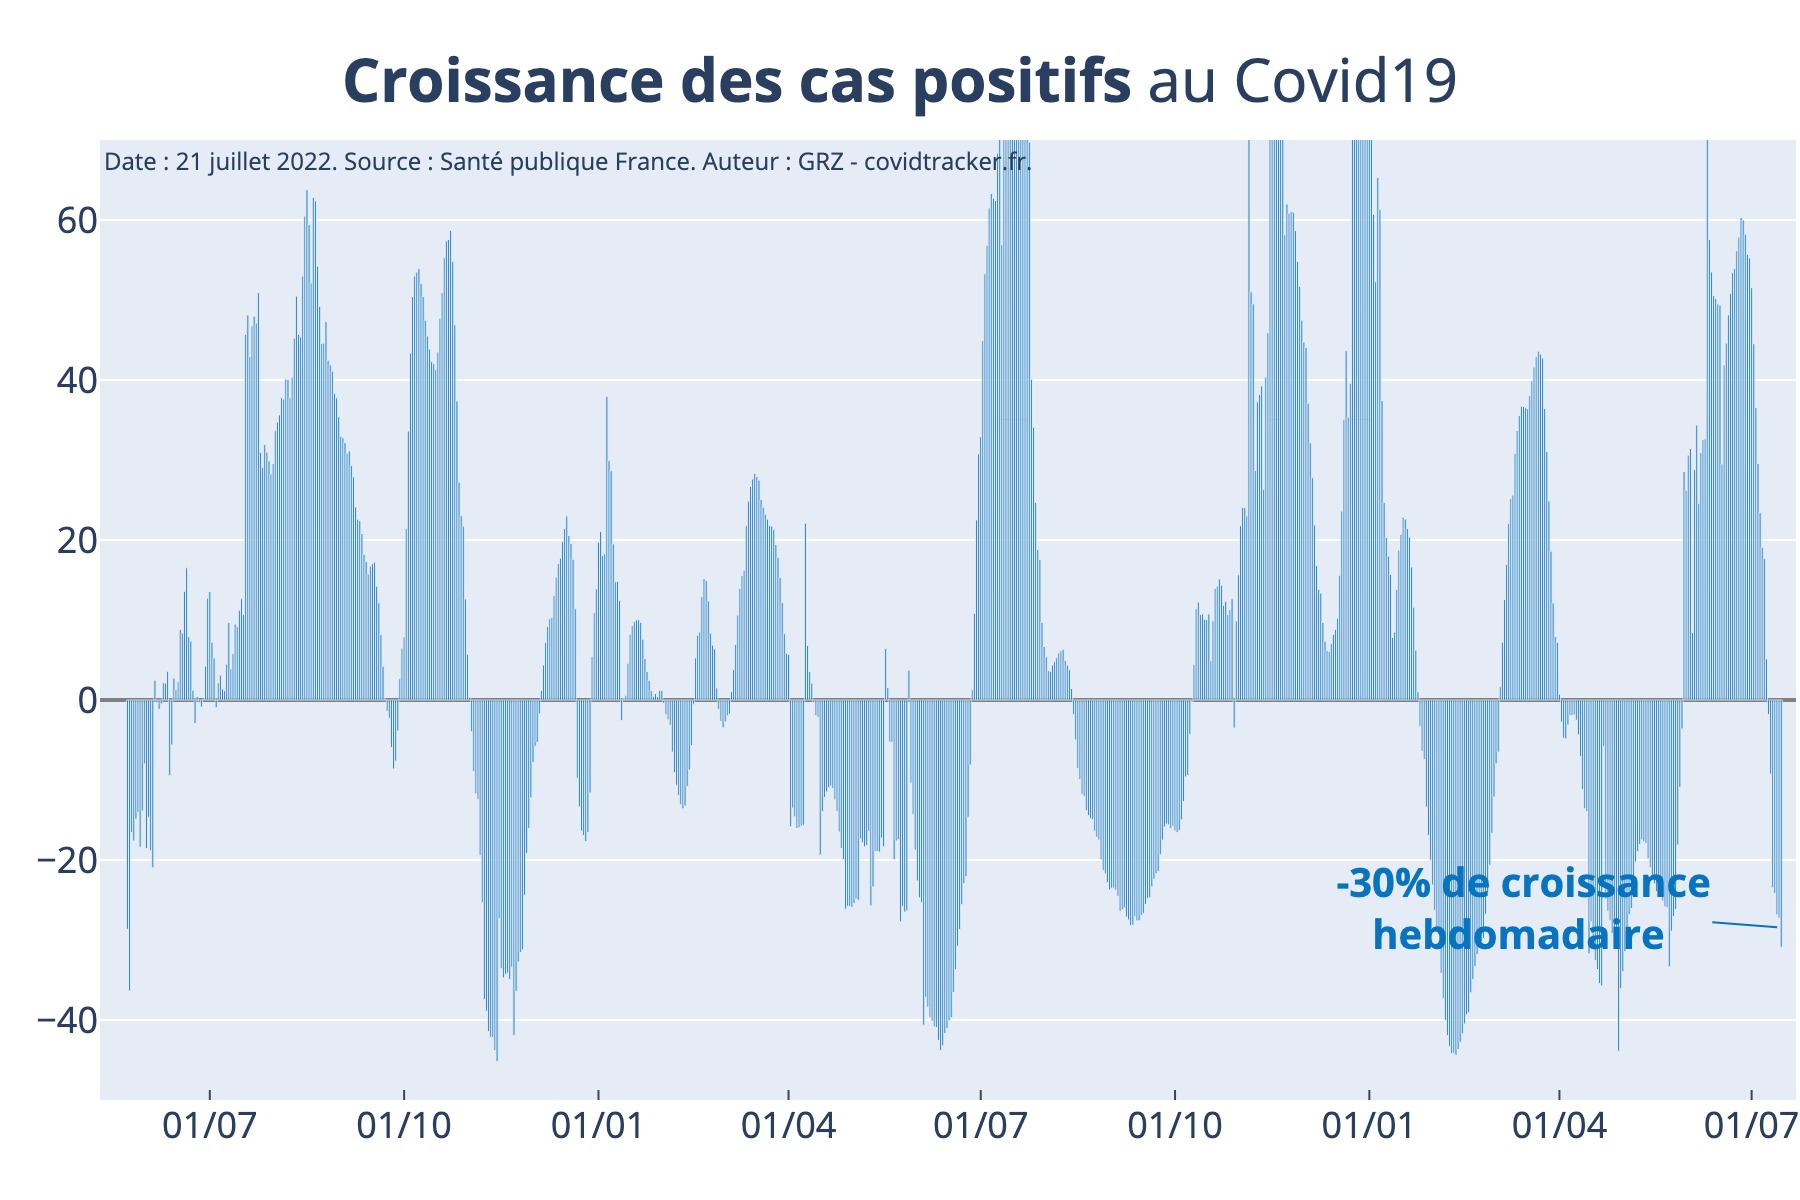 Croissance des cas positifs au Covid19
Date : 21 juillet 2022. Source : Santé publique France. Auteur : GRZ - covidtracker.fr.
60
40
20
0
−20
−40
-30% de croissance
hebdomadaire
01/07 01/10 01/01 01/04 01/07 01/10 01/01 01/04 01/07